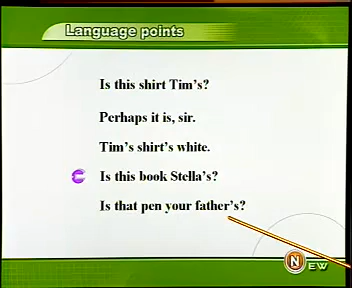 Language points
Is this shirt Tim's?
Perhaps it is, sir.
Tim's shirt's white.
Is this book Stella's?
Is that pen your father's?
NEW